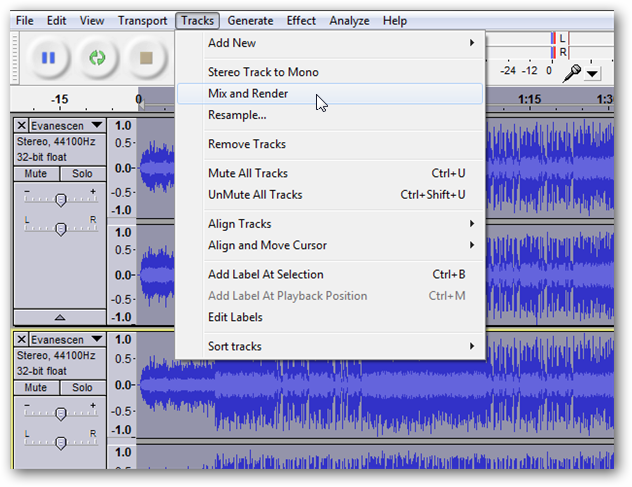 File Edit View Transport Tracks Generate Effect Analyze Help
Add New
L
R
-24 -12 0
Stereo Track to Mono
Mix and Render
-15 0 1:15 1:3
Resample...
Evanescen 1.0
Stereo, 44100Hz 0.5-
32-bit float
Remove Tracks
Mute Solo 0.0-
Mute All Tracks Ctrl+U
- + -0.5-
UnMute All Tracks Ctrl+Shift+U
L R -1.0
Align Tracks
1.0
Align and Move Cursor
0.5-
0.0-
Add Label At Selection Ctrl+B
Add Label At Playback Position Ctrl+M
-0.5-
Edit Labels
-1.0
Evanescen 1.0
Sort tracks
Stereo, 44100Hz 0.5-
32-bit float
Mute Solo 0.0-
- + -0.5-
L R -1.0
1.0
0.5-